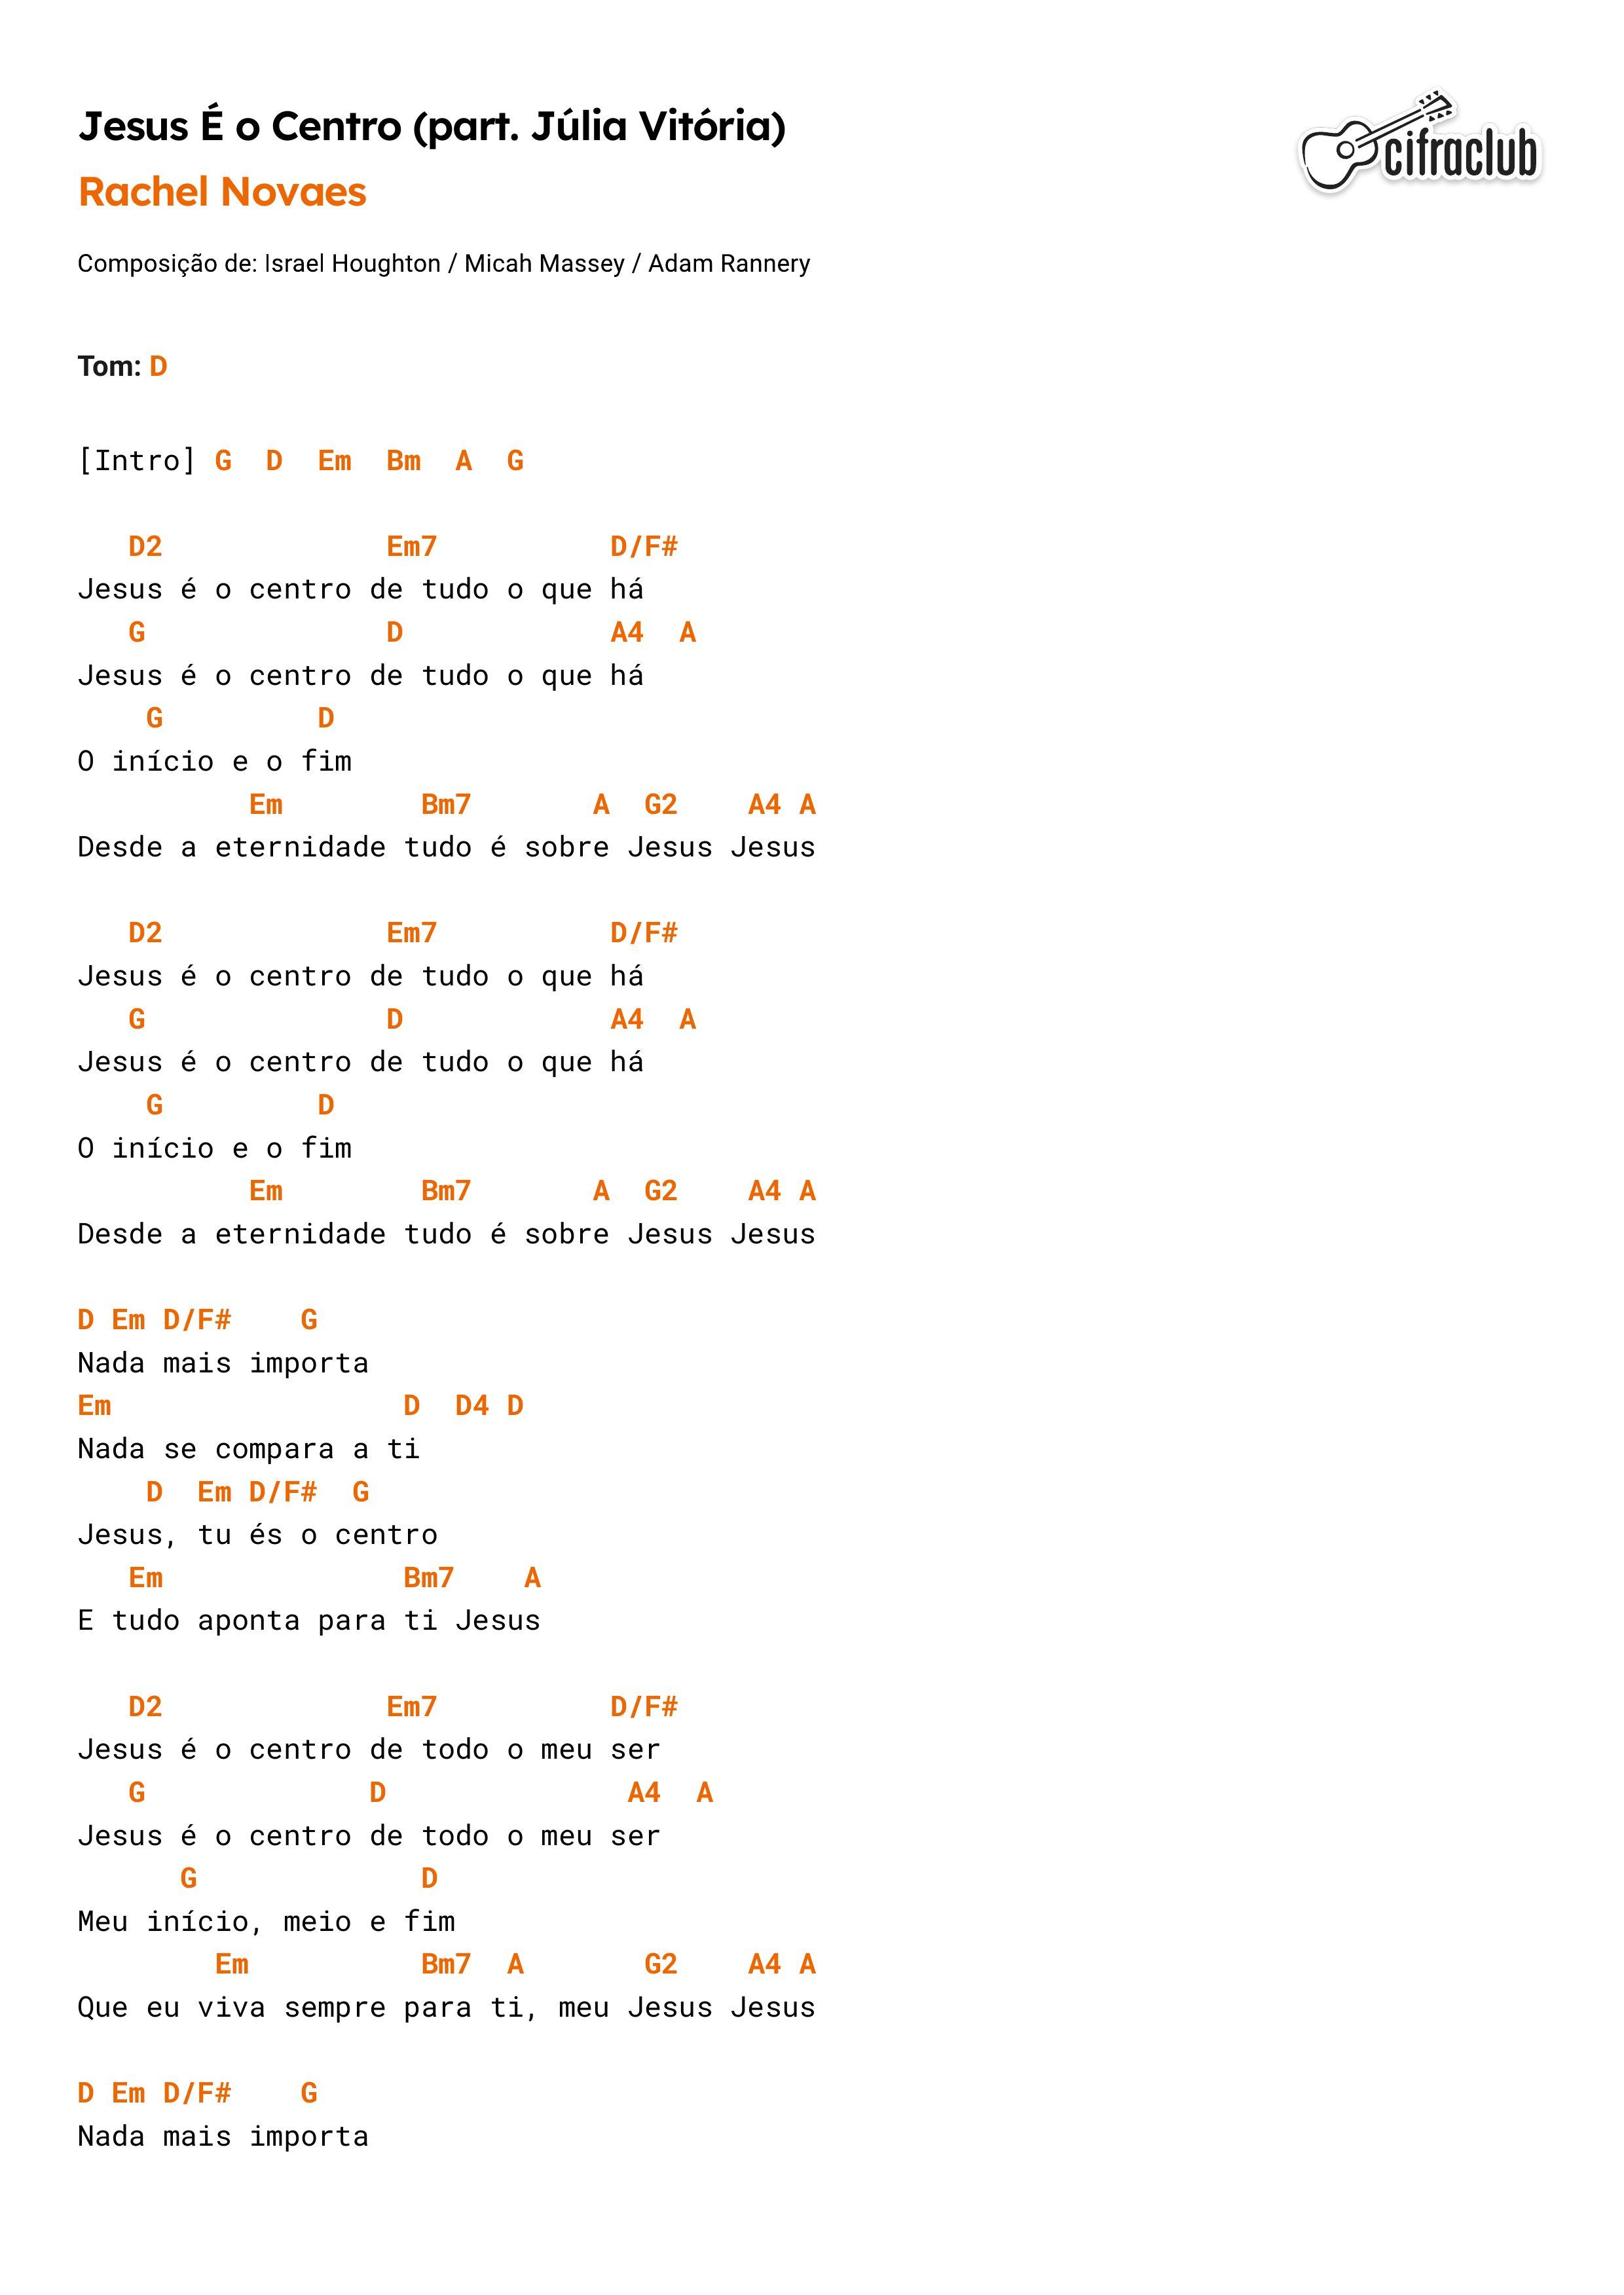 Jesus É o Centro (part. Júlia Vitória)
cifraclub
Rachel Novaes
Composição de: Israel Houghton / Micah Massey / Adam Rannery
Tom: D
[Intro] G  D  Em  Bm  A  G
   D2             Em7          D/F#
Jesus é o centro de tudo o que há
   G              D            A4  A
Jesus é o centro de tudo o que há
    G         D
O início e o fim
          Em        Bm7       A  G2    A4 A
Desde a eternidade tudo é sobre Jesus Jesus
   D2             Em7          D/F#
Jesus é o centro de tudo o que há
   G              D            A4  A
Jesus é o centro de tudo o que há
    G         D
O início e o fim
          Em        Bm7       A  G2    A4 A
Desde a eternidade tudo é sobre Jesus Jesus
D Em D/F#    G
Nada mais importa
Em                 D  D4 D
Nada se compara a ti
    D  Em D/F#  G
Jesus, tu és o centro
   Em              Bm7    A
E tudo aponta para ti Jesus
   D2             Em7          D/F#
Jesus é o centro de todo o meu ser
   G             D              A4  A
Jesus é o centro de todo o meu ser
      G             D
Meu início, meio e fim
        Em          Bm7  A       G2    A4 A
Que eu viva sempre para ti, meu Jesus Jesus
D Em D/F#    G
Nada mais importa